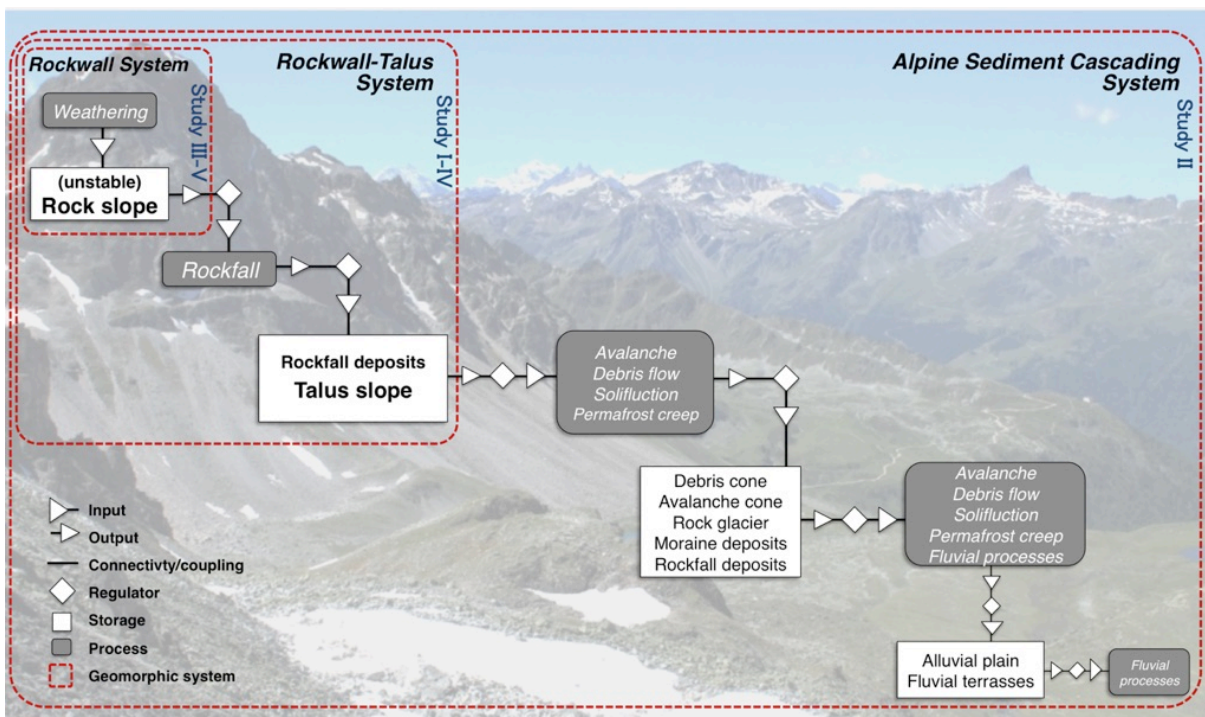 Rockwall System
Rockwall-Talus
System
Alpine Sediment Cascading
System
Study III-V
Study I-IV
Study II
Weathering
(unstable)
Rock slope
Rockfall
Rockfall deposits
Talus slope
Avalanche
Debris flow
Solifluction
Permafrost creep
Debris cone
Avalanche cone
Rock glacier
Moraine deposits
Rockfall deposits
Avalanche
Debris flow
Solifluction
Permafrost creep
Fluvial processes
Alluvial plain
Fluvial terrasses
Fluvial
processes
Input
Output
Connectivty/coupling
Regulator
Storage
Process
Geomorphic system